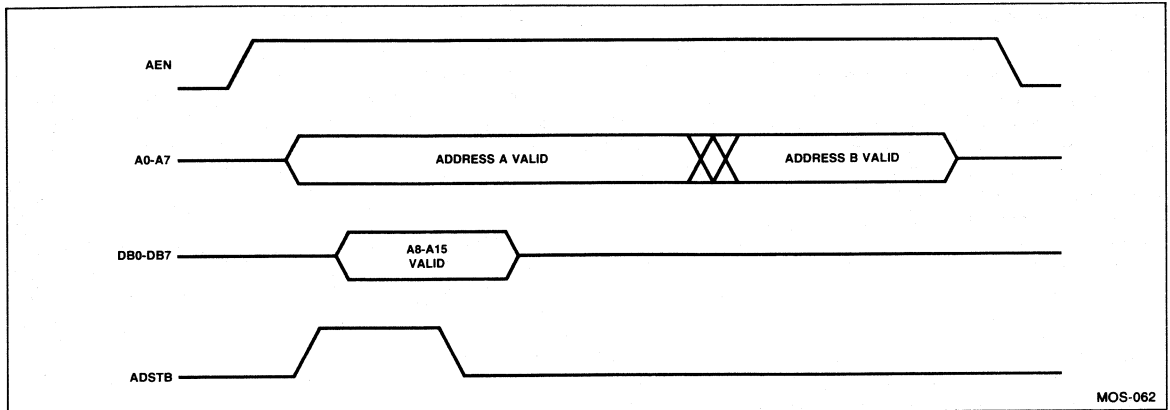 AEN
A0-A7
ADDRESS A VALID
ADDRESS B VALID
DB0-DB7
A8-A15
VALID
ADSTB
MOS-062